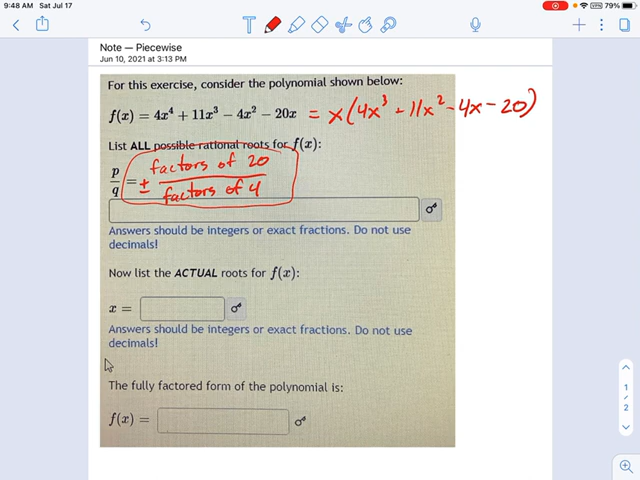 9:48 AM Sat Jul 17
79%
Note — Piecewise
Jun 10, 2021 at 3:13 PM
For this exercise, consider the polynomial shown below:
f(x) = 4x⁴ + 11x³ − 4x² − 20x = x(4x³ + 11x² − 4x − 20)
List ALL possible rational roots for f(x):
p/q = ± factors of 20 / factors of 4
Answers should be integers or exact fractions. Do not use
decimals!
Now list the ACTUAL roots for f(x):
x =
Answers should be integers or exact fractions. Do not use
decimals!
The fully factored form of the polynomial is:
f(x) =
1
2